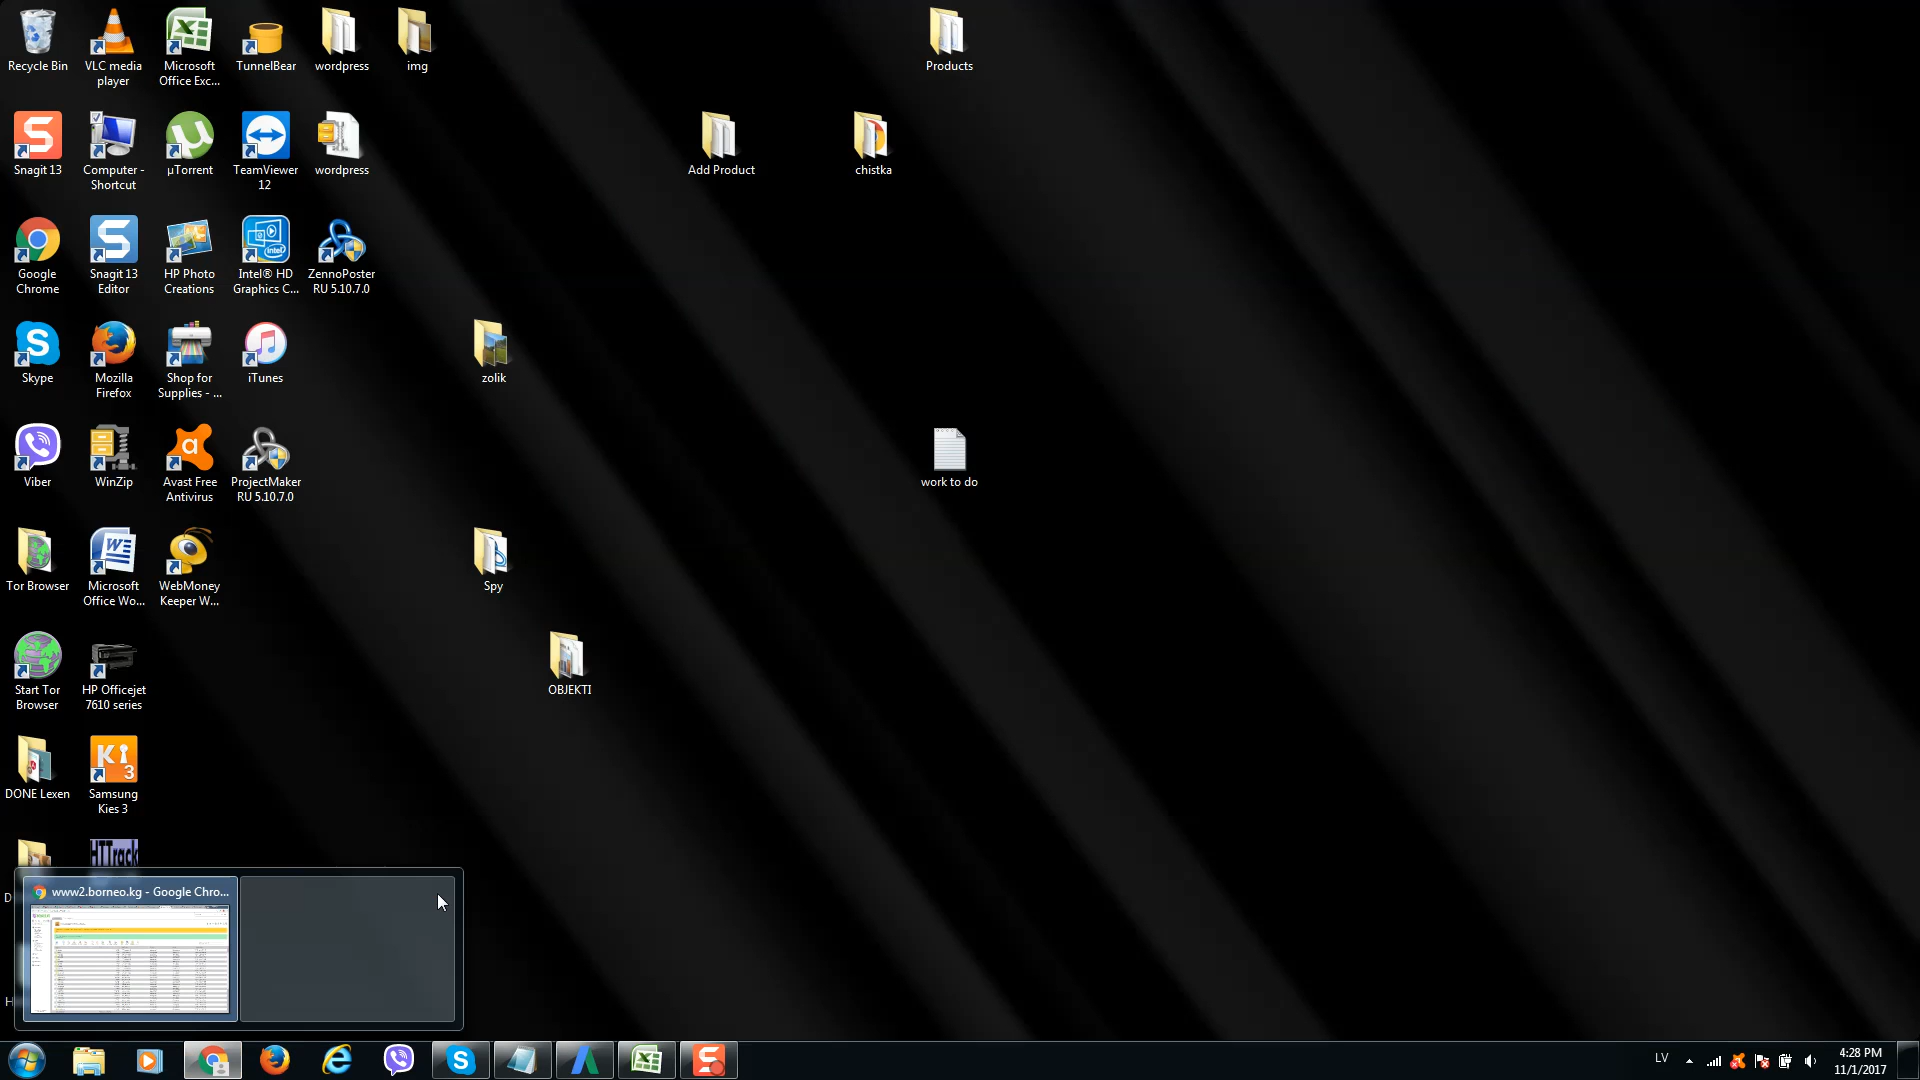 Recycle Bin
VLC media
player
Microsoft
Office Exc...
TunnelBear
wordpress
img
Products
Snagit 13
Computer -
Shortcut
µTorrent
TeamViewer
12
wordpress
Add Product
chistka
Google
Chrome
Snagit 13
Editor
HP Photo
Creations
Intel® HD
Graphics C...
ZennoPoster
RU 5.10.7.0
Skype
Mozilla
Firefox
Shop for
Supplies - ...
iTunes
zolik
Viber
WinZip
Avast Free
Antivirus
ProjectMaker
RU 5.10.7.0
work to do
Tor Browser
Microsoft
Office Wo...
WebMoney
Keeper W...
Spy
Start Tor
Browser
HP Officejet
7610 series
OBJEKTI
DONE Lexen
Samsung
Kies 3
HTTrack
D
www2.borneo.kg - Google Chro...
H
LV
4:28 PM
11/1/2017